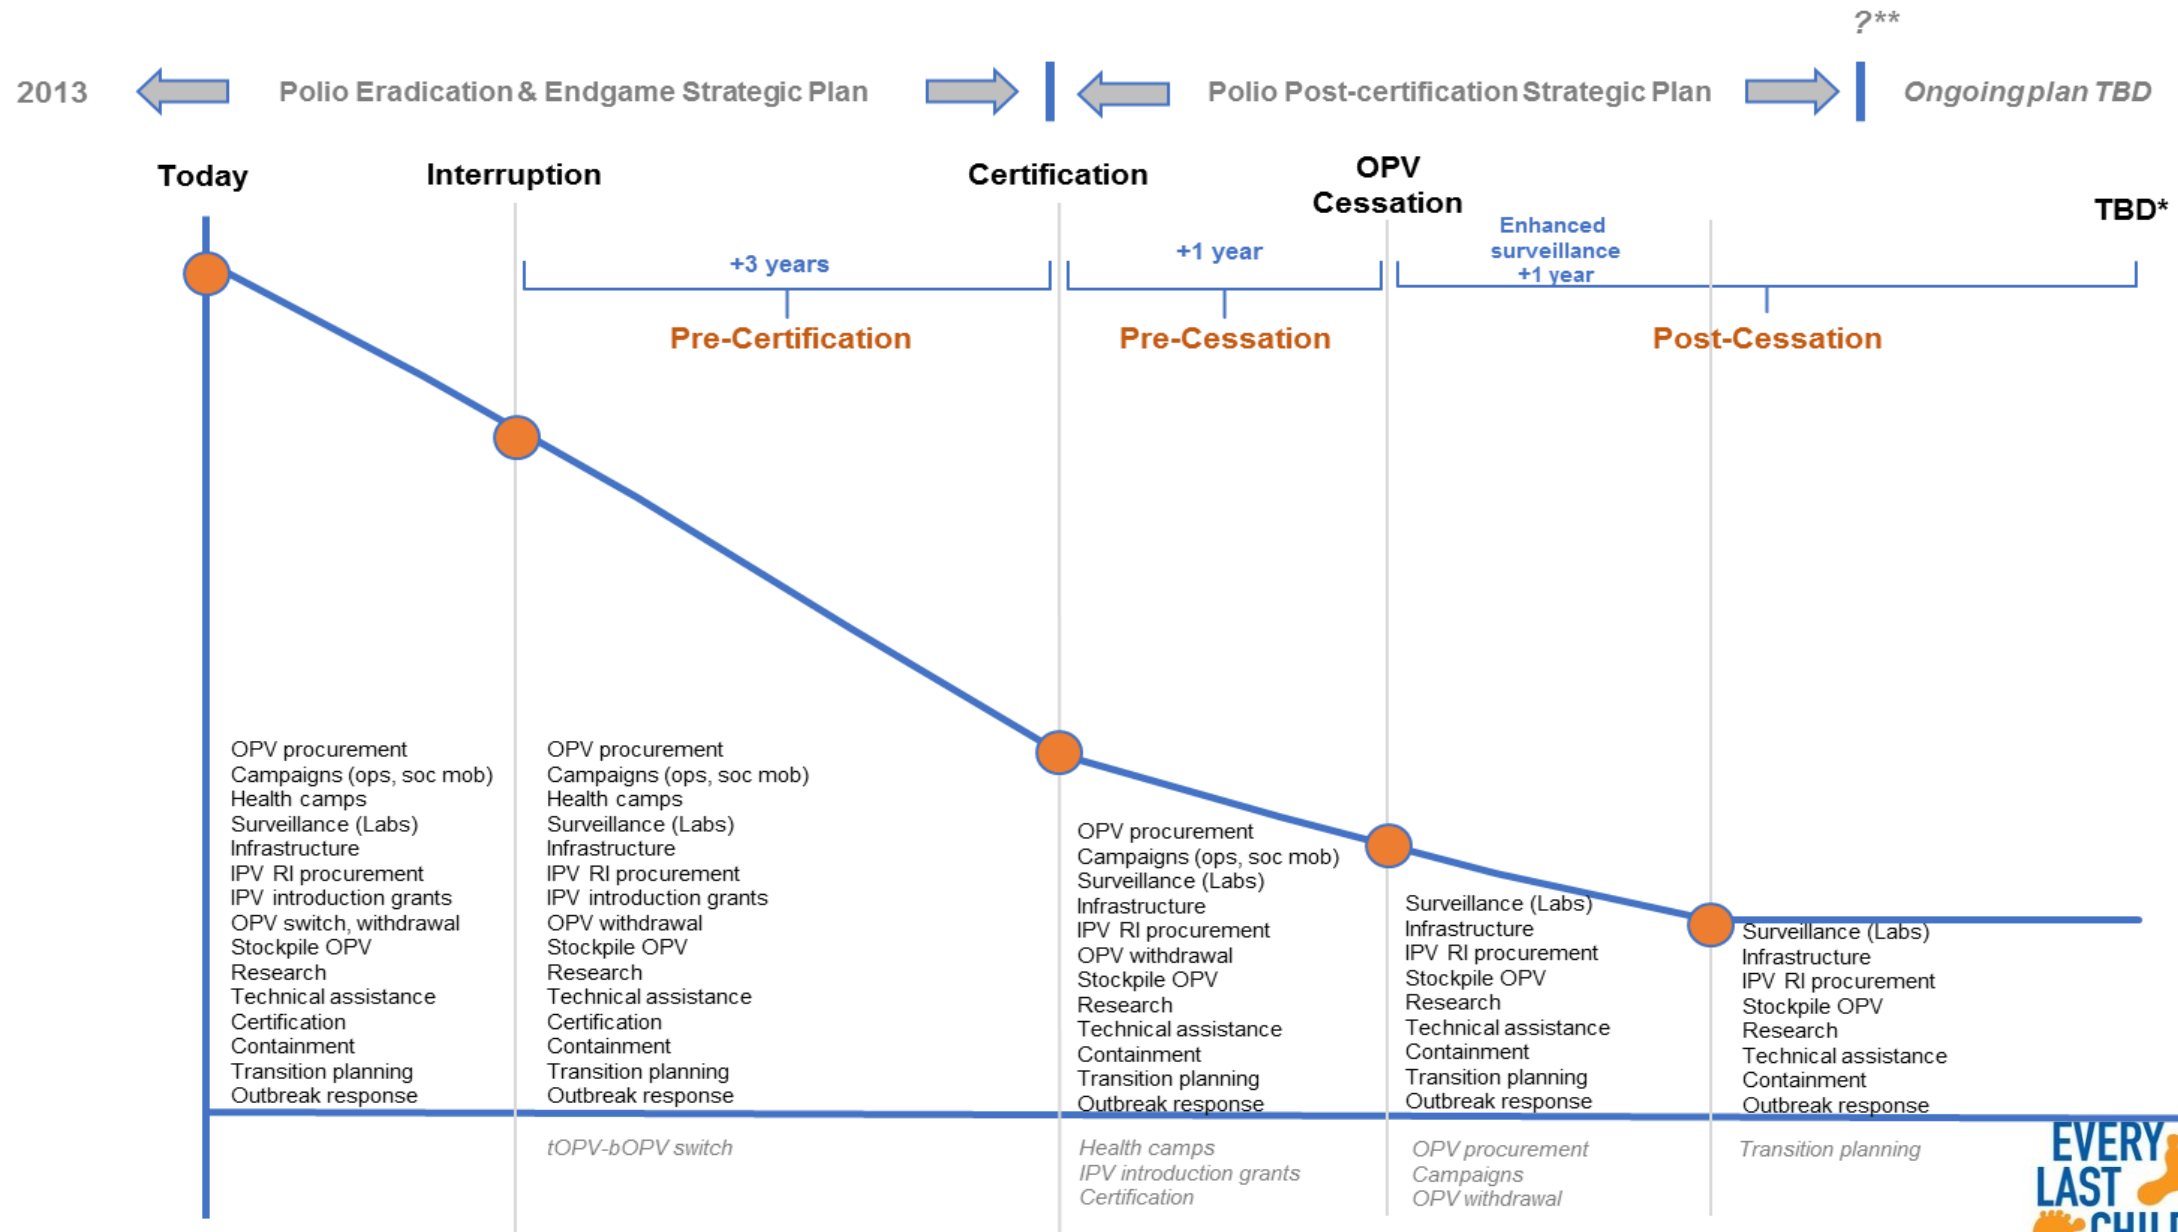 ?**
2013
Polio Eradication & Endgame Strategic Plan
Polio Post-certification Strategic Plan
Ongoing plan TBD
Today
Interruption
Certification
OPV
Cessation
TBD*
+3 years
+1 year
Enhanced
surveillance
+1 year
Pre-Certification
Pre-Cessation
Post-Cessation
OPV procurement
Campaigns (ops, soc mob)
Health camps
Surveillance (Labs)
Infrastructure
IPV RI procurement
IPV introduction grants
OPV switch, withdrawal
Stockpile OPV
Research
Technical assistance
Certification
Containment
Transition planning
Outbreak response
OPV procurement
Campaigns (ops, soc mob)
Health camps
Surveillance (Labs)
Infrastructure
IPV RI procurement
IPV introduction grants
OPV withdrawal
Stockpile OPV
Research
Technical assistance
Certification
Containment
Transition planning
Outbreak response
tOPV-bOPV switch
OPV procurement
Campaigns (ops, soc mob)
Surveillance (Labs)
Infrastructure
IPV RI procurement
OPV withdrawal
Stockpile OPV
Research
Technical assistance
Containment
Transition planning
Outbreak response
Health camps
IPV introduction grants
Certification
Surveillance (Labs)
Infrastructure
IPV RI procurement
Stockpile OPV
Research
Technical assistance
Containment
Transition planning
Outbreak response
OPV procurement
Campaigns
OPV withdrawal
Surveillance (Labs)
Infrastructure
IPV RI procurement
Stockpile OPV
Research
Technical assistance
Containment
Outbreak response
Transition planning
EVERY
LAST